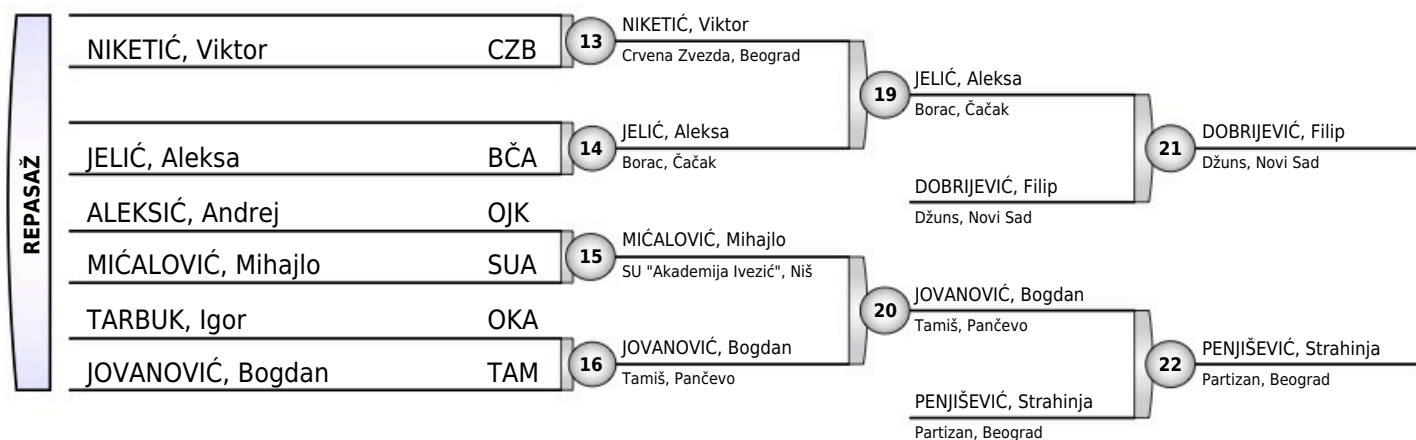 REPASAŽ
NIKETIĆ, Viktor CZB
JELIĆ, Aleksa BČA
ALEKSIĆ, Andrej OJK
MIĆALOVIĆ, Mihajlo SUA
TARBUK, Igor OKA
JOVANOVIĆ, Bogdan TAM
13
NIKETIĆ, Viktor
Crvena Zvezda, Beograd
14
JELIĆ, Aleksa
Borac, Čačak
15
MIĆALOVIĆ, Mihajlo
SU "Akademija Ivezić", Niš
16
JOVANOVIĆ, Bogdan
Tamiš, Pančevo
19
JELIĆ, Aleksa
Borac, Čačak
DOBRIJEVIĆ, Filip
Džuns, Novi Sad
20
JOVANOVIĆ, Bogdan
Tamiš, Pančevo
PENJIŠEVIĆ, Strahinja
Partizan, Beograd
21
DOBRIJEVIĆ, Filip
Džuns, Novi Sad
22
PENJIŠEVIĆ, Strahinja
Partizan, Beograd